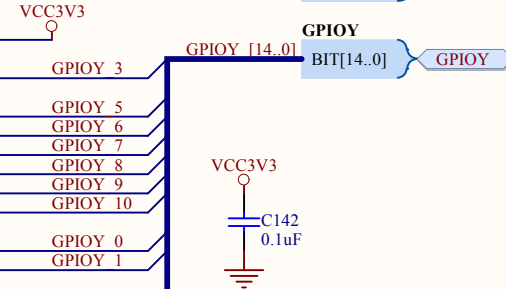 VCC3V3
GPIOY
GPIOY_[14..0]
BIT[14..0]
GPIOY
GPIOY_3
GPIOY_5
GPIOY_6
GPIOY_7
GPIOY_8
GPIOY_9
GPIOY_10
VCC3V3
C142
0.1uF
GPIOY_0
GPIOY_1